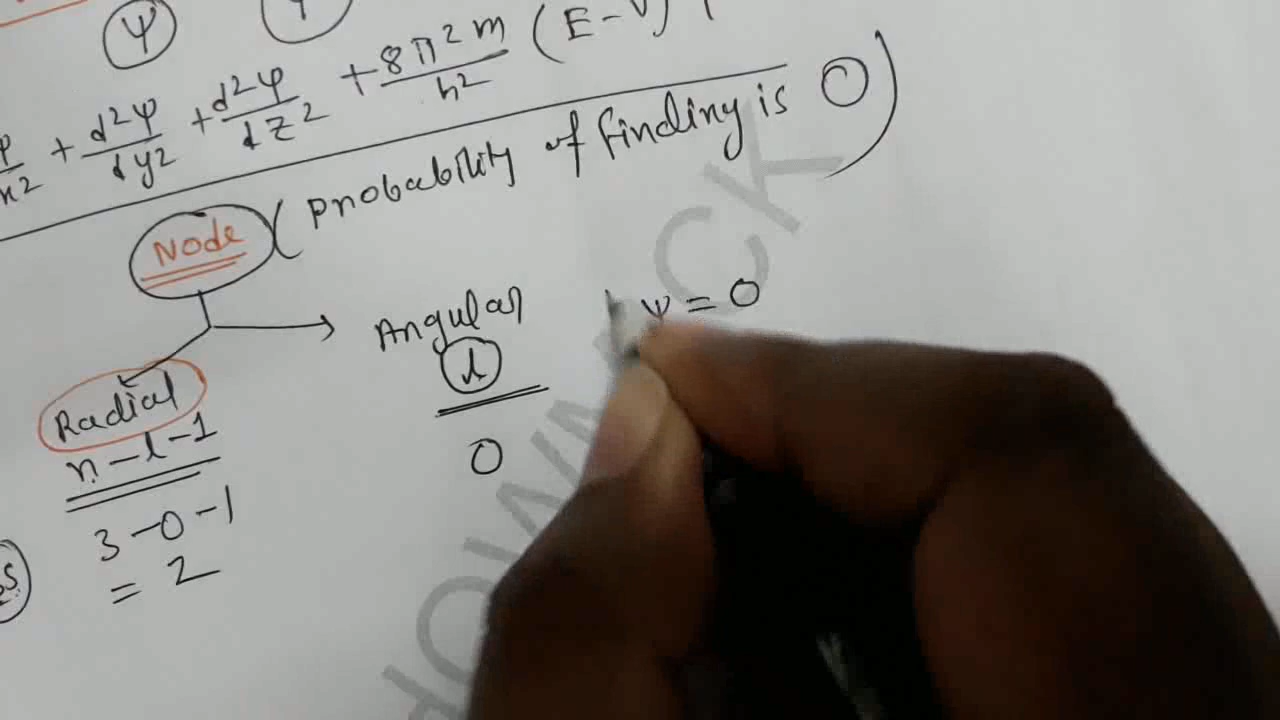 ψ
+ d²ψ/dy² + d²ψ/dz² + 8π²m/h² (E-V)
Node (probability of finding is 0)
Angular ψ = 0
l
Radial
n-l-1
0
3-0-1
= 2